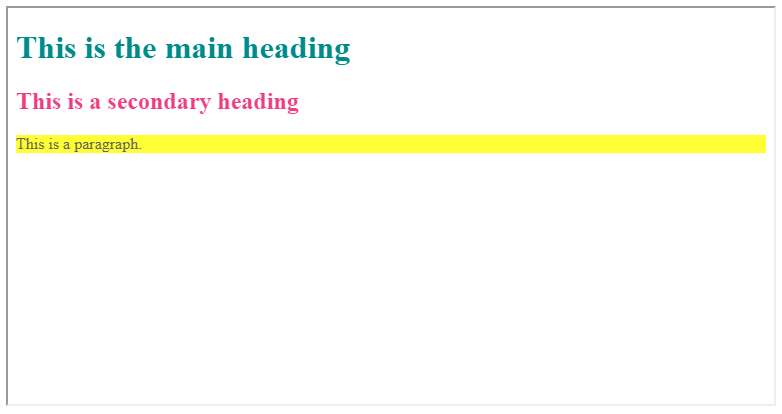 This is the main heading
This is a secondary heading
This is a paragraph.